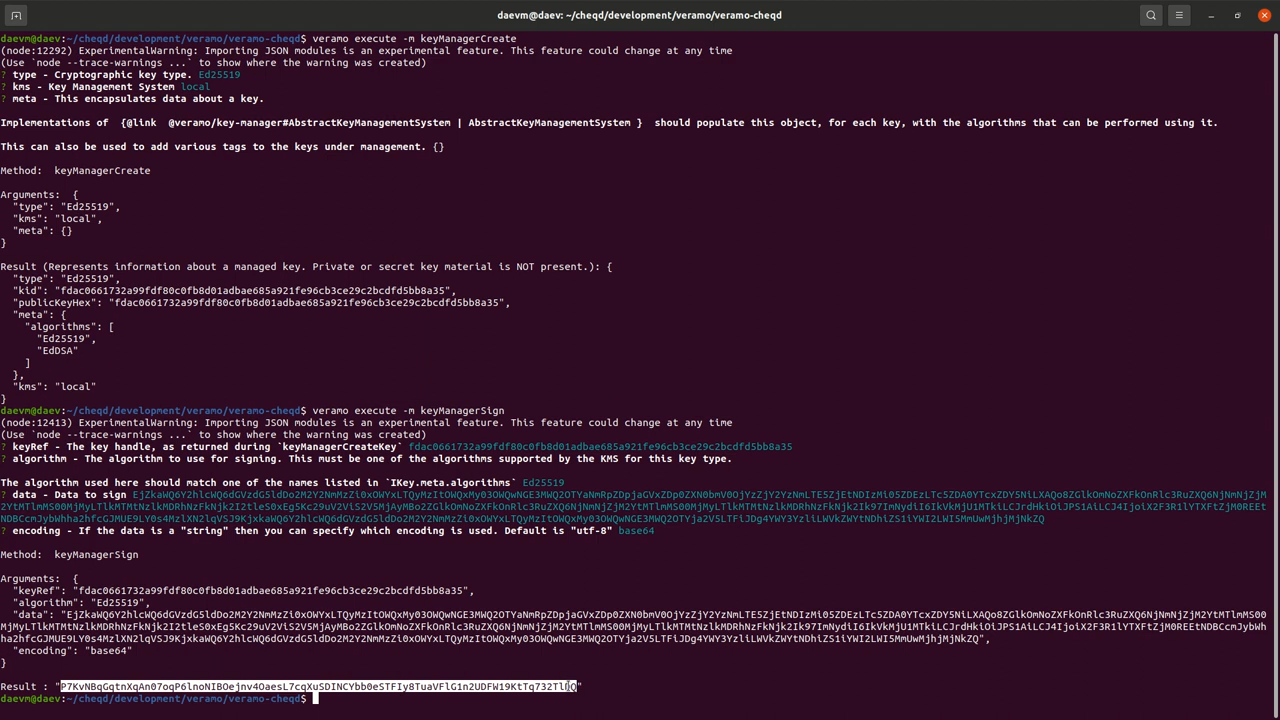 daevm@daev: ~/cheqd/development/veramo/veramo-cheqd
daevm@daev:~/cheqd/development/veramo/veramo-cheqd$ veramo execute -m keyManagerCreate
(node:12292) ExperimentalWarning: Importing JSON modules is an experimental feature. This feature could change at any time
(Use `node --trace-warnings ...` to show where the warning was created)
? type - Cryptographic key type. Ed25519
? kms - Key Management System local
? meta - This encapsulates data about a key.
Implementations of  {@link  @veramo/key-manager#AbstractKeyManagementSystem | AbstractKeyManagementSystem }  should populate this object, for each key, with the algorithms that can be performed using it.
This can also be used to add various tags to the keys under management. {}
Method:  keyManagerCreate
Arguments:  {
"type": "Ed25519",
"kms": "local",
"meta": {}
}
Result (Represents information about a managed key. Private or secret key material is NOT present.): {
"type": "Ed25519",
"kid": "fdac0661732a99fdf80c0fb8d01adbae685a921fe96cb3ce29c2bcdfd5bb8a35",
"publicKeyHex": "fdac0661732a99fdf80c0fb8d01adbae685a921fe96cb3ce29c2bcdfd5bb8a35",
"meta": {
"algorithms": [
"Ed25519",
"EdDSA"
]
},
"kms": "local"
}
daevm@daev:~/cheqd/development/veramo/veramo-cheqd$ veramo execute -m keyManagerSign
(node:12413) ExperimentalWarning: Importing JSON modules is an experimental feature. This feature could change at any time
(Use `node --trace-warnings ...` to show where the warning was created)
? keyRef - The key handle, as returned during `keyManagerCreateKey` fdac0661732a99fdf80c0fb8d01adbae685a921fe96cb3ce29c2bcdfd5bb8a35
? algorithm - The algorithm to use for signing. This must be one of the algorithms supported by the KMS for this key type.
The algorithm used here should match one of the names listed in `IKey.meta.algorithms` Ed25519
? data - Data to sign
? encoding - If the data is a "string" then you can specify which encoding is used. Default is "utf-8" base64
Method:  keyManagerSign
Arguments:  {
"keyRef": "fdac0661732a99fdf80c0fb8d01adbae685a921fe96cb3ce29c2bcdfd5bb8a35",
"algorithm": "Ed25519",
"data":
"encoding": "base64"
}
Result :
daevm@daev:~/cheqd/development/veramo/veramo-cheqd$